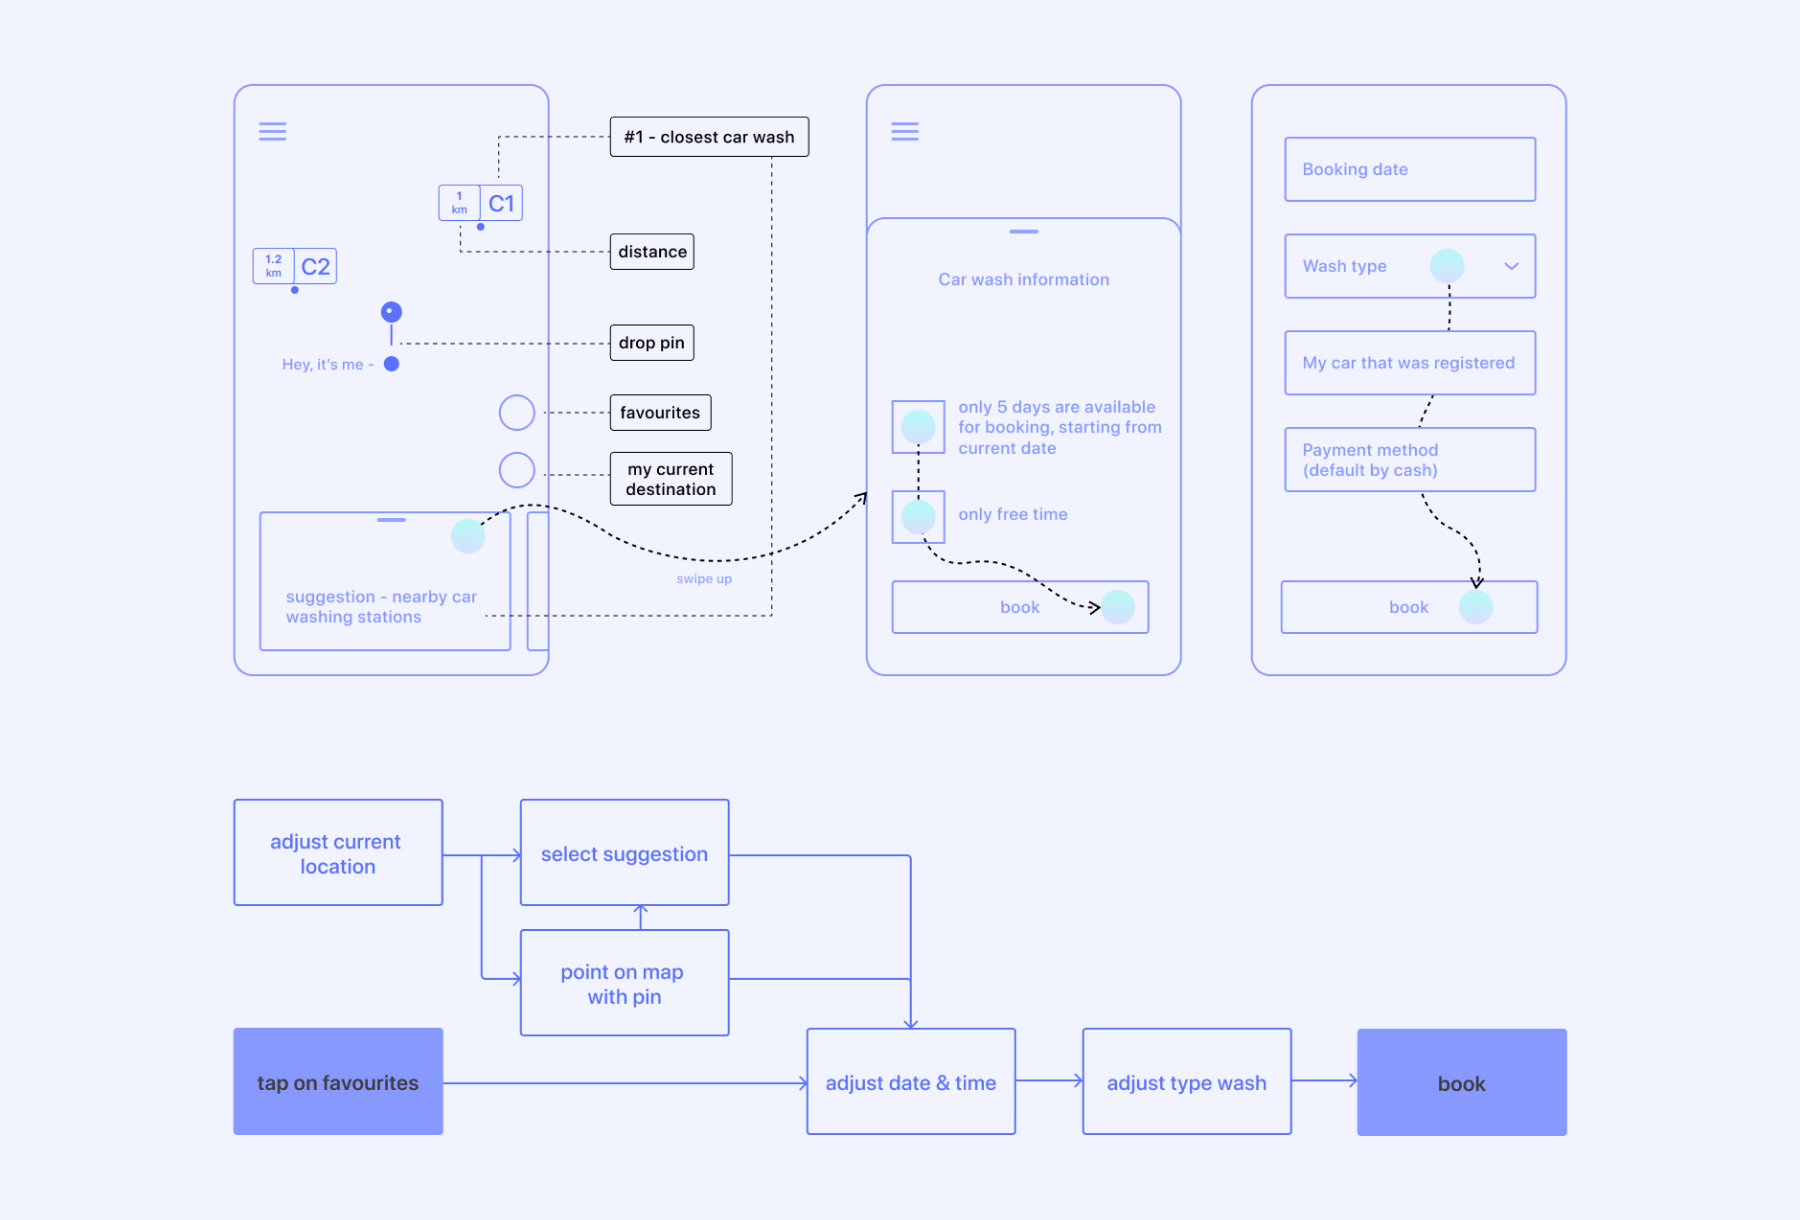 #1 - closest car wash
1
km
C1
distance
1.2
km
C2
drop pin
Hey, it's me -
favourites
my current
destination
swipe up
suggestion - nearby car
washing stations
Car wash information
only 5 days are available
for booking, starting from
current date
only free time
book
Booking date
Wash type
My car that was registered
Payment method
(default by cash)
book
adjust current
location
select suggestion
point on map
with pin
tap on favourites
adjust date & time
adjust type wash
book